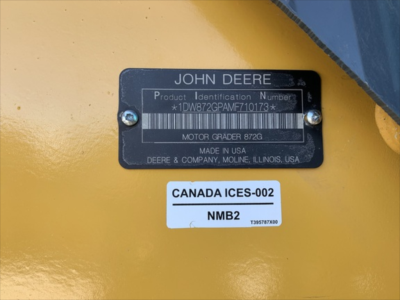 JOHN DEERE
Product Identification Number
*1DW872GPAMF710173*
MOTOR GRADER 872G
MADE IN USA
DEERE & COMPANY, MOLINE, ILLINOIS, USA
CANADA ICES-002
NMB2
T398787X00